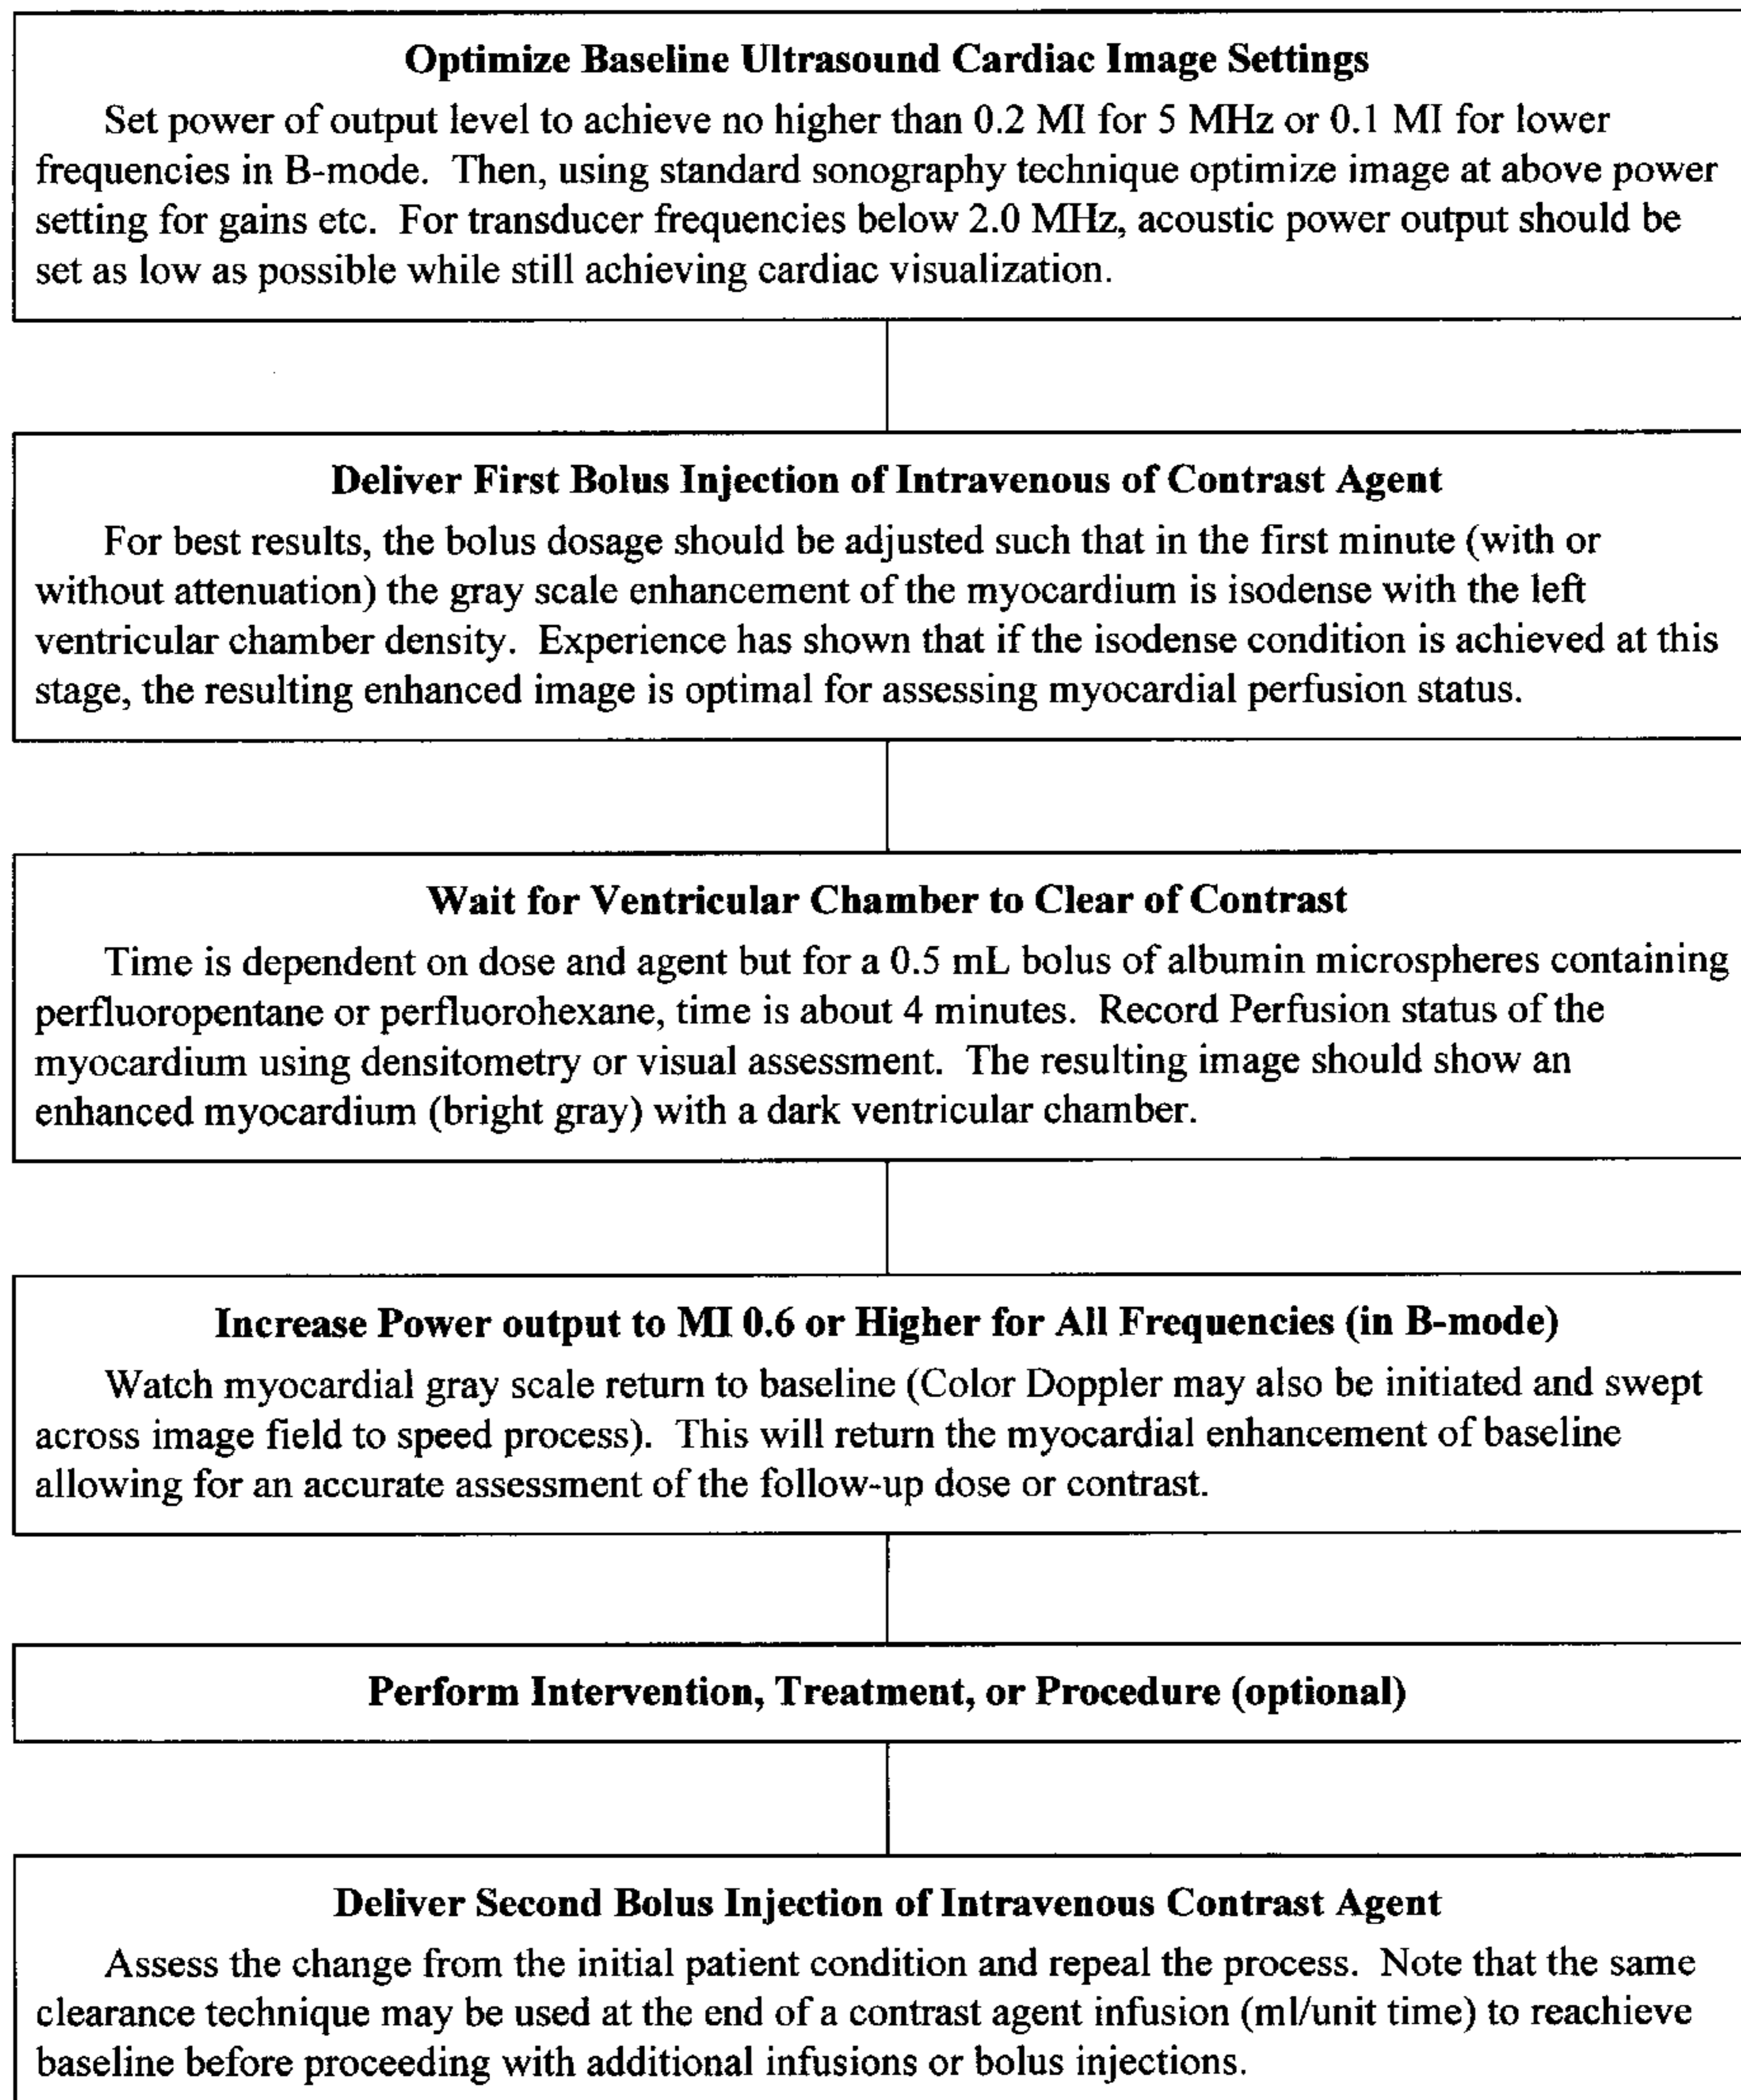 Optimize Baseline Ultrasound Cardiac Image Settings
Set power of output level to achieve no higher than 0.2 MI for 5 MHz or 0.1 MI for lower
frequencies in B-mode. Then, using standard sonography technique optimize image at above power
setting for gains etc. For transducer frequencies below 2.0 MHz, acoustic power output should be
set as low as possible while still achieving cardiac visualization.
Deliver First Bolus Injection of Intravenous of Contrast Agent
For best results, the bolus dosage should be adjusted such that in the first minute (with or
without attenuation) the gray scale enhancement of the myocardium is isodense with the left
ventricular chamber density. Experience has shown that if the isodense condition is achieved at this
stage, the resulting enhanced image is optimal for assessing myocardial perfusion status.
Wait for Ventricular Chamber to Clear of Contrast
Time is dependent on dose and agent but for a 0.5 mL bolus of albumin microspheres containing
perfluoropentane or perfluorohexane, time is about 4 minutes. Record Perfusion status of the
myocardium using densitometry or visual assessment. The resulting image should show an
enhanced myocardium (bright gray) with a dark ventricular chamber.
Increase Power output to MI 0.6 or Higher for All Frequencies (in B-mode)
Watch myocardial gray scale return to baseline (Color Doppler may also be initiated and swept
across image field to speed process). This will return the myocardial enhancement of baseline
allowing for an accurate assessment of the follow-up dose or contrast.
Perform Intervention, Treatment, or Procedure (optional)
Deliver Second Bolus Injection of Intravenous Contrast Agent
Assess the change from the initial patient condition and repeal the process. Note that the same
clearance technique may be used at the end of a contrast agent infusion (ml/unit time) to reachieve
baseline before proceeding with additional infusions or bolus injections.